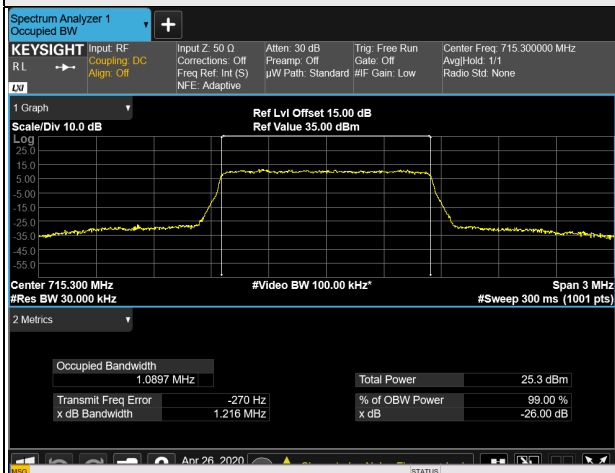 Spectrum Analyzer 1
Occupied BW
+
KEYSIGHT Input: RF Input Z: 50 Ω Atten: 30 dB Trig: Free Run Center Freq: 715.300000 MHz
RL Coupling: DC Corrections: Off Preamp: Off Gate: Off Avg|Hold: 1/1
Align: Off Freq Ref: Int (S) µW Path: Standard #IF Gain: Low Radio Std: None
LXI NFE: Adaptive
1 Graph Ref Lvl Offset 15.00 dB
Scale/Div 10.0 dB Ref Value 35.00 dBm
Log
25.0
15.0
5.00
-5.00
-15.0
-25.0
-35.0
-45.0
-55.0
Center 715.300 MHz #Video BW 100.00 kHz* Span 3 MHz
#Res BW 30.000 kHz #Sweep 300 ms (1001 pts)
2 Metrics
Occupied Bandwidth
1.0897 MHz Total Power 25.3 dBm
Transmit Freq Error -270 Hz % of OBW Power 99.00 %
x dB Bandwidth 1.216 MHz x dB -26.00 dB
Apr 26, 2020
MSG STATUS